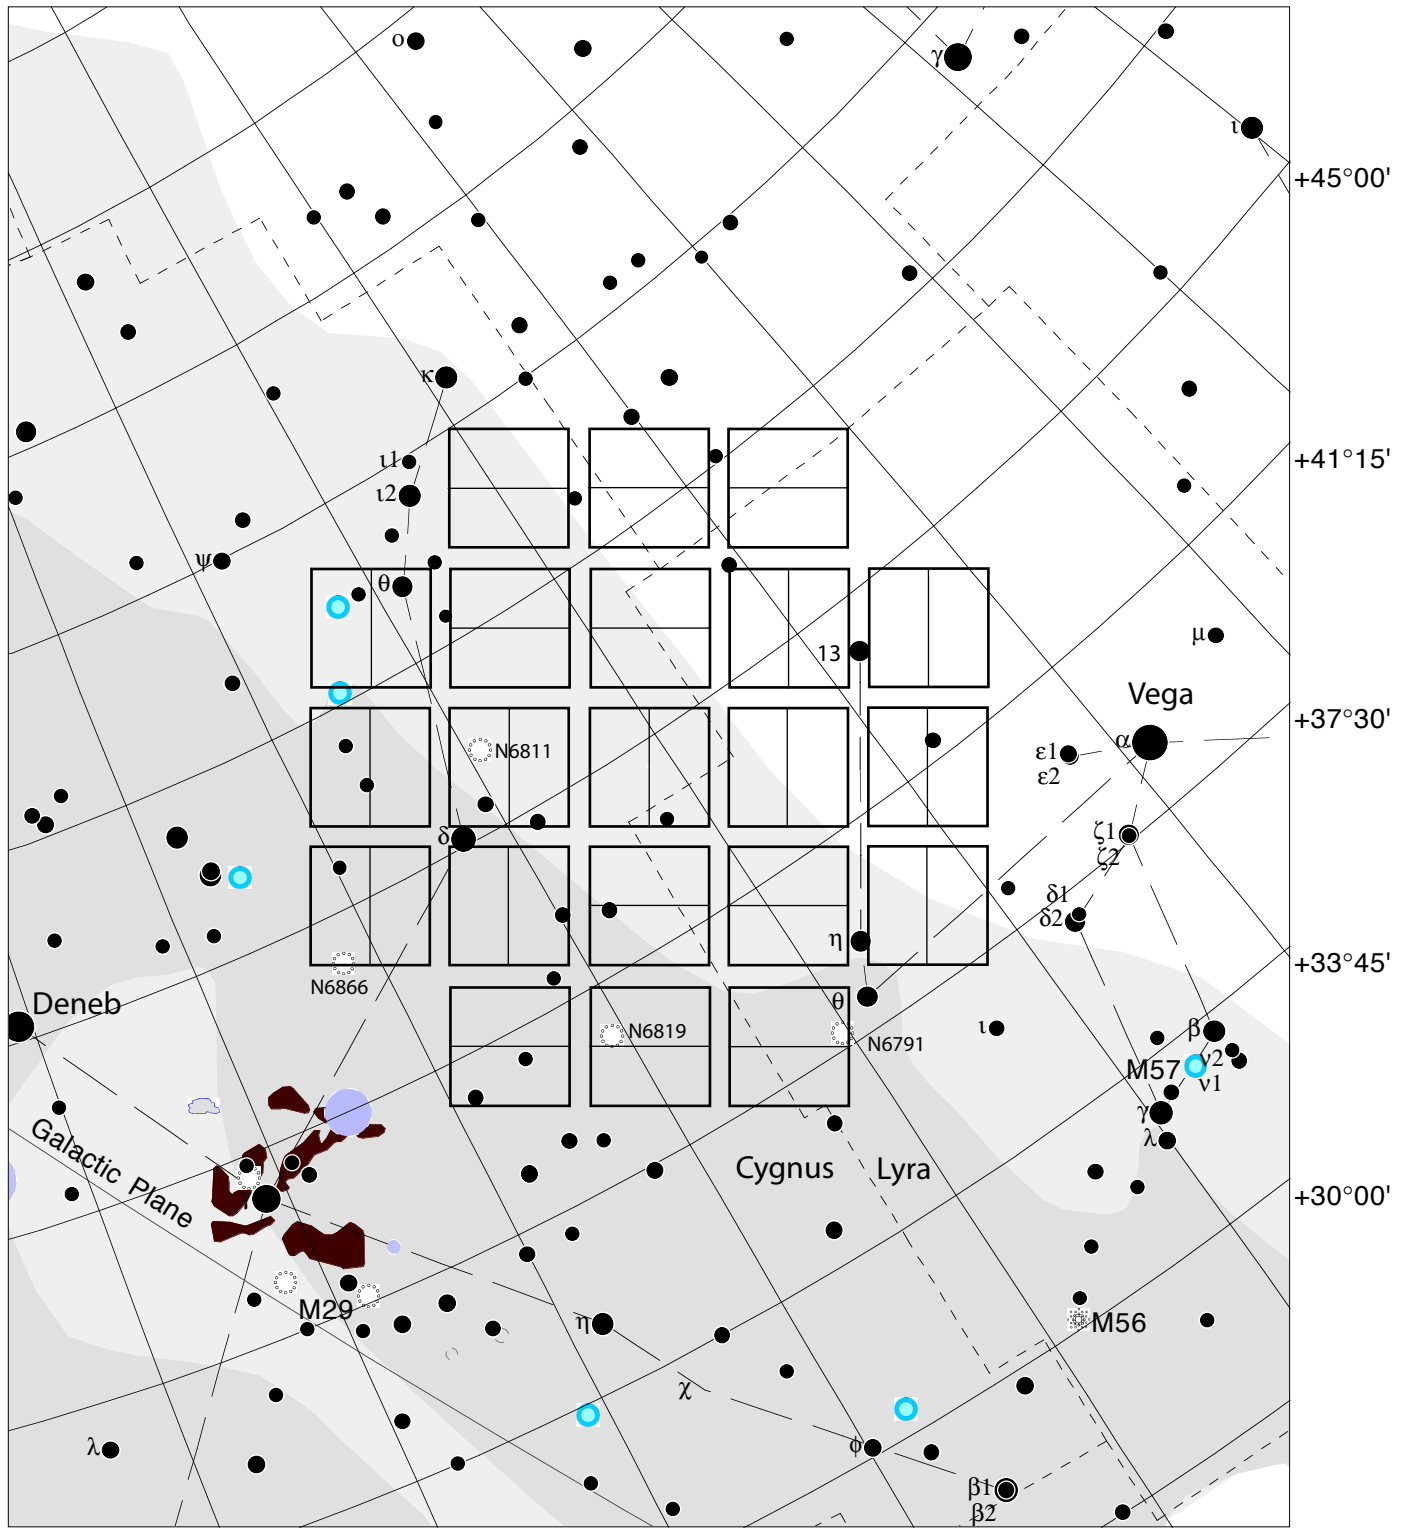 ο
γ
ι
+45°00'
κ
ι1
+41°15'
ι2
ψ
θ
μ
13
Vega
+37°30'
α
N6811
ε1
ε2
δ
ζ1
ζ2
δ1
δ2
η
+33°45'
N6866
Deneb
θ
ι
β
N6819
N6791
ν2
M57
ν1
γ
λ
Galactic Plane
Cygnus
Lyra
+30°00'
γ
M29
η
M56
χ
λ
φ
β1
β2